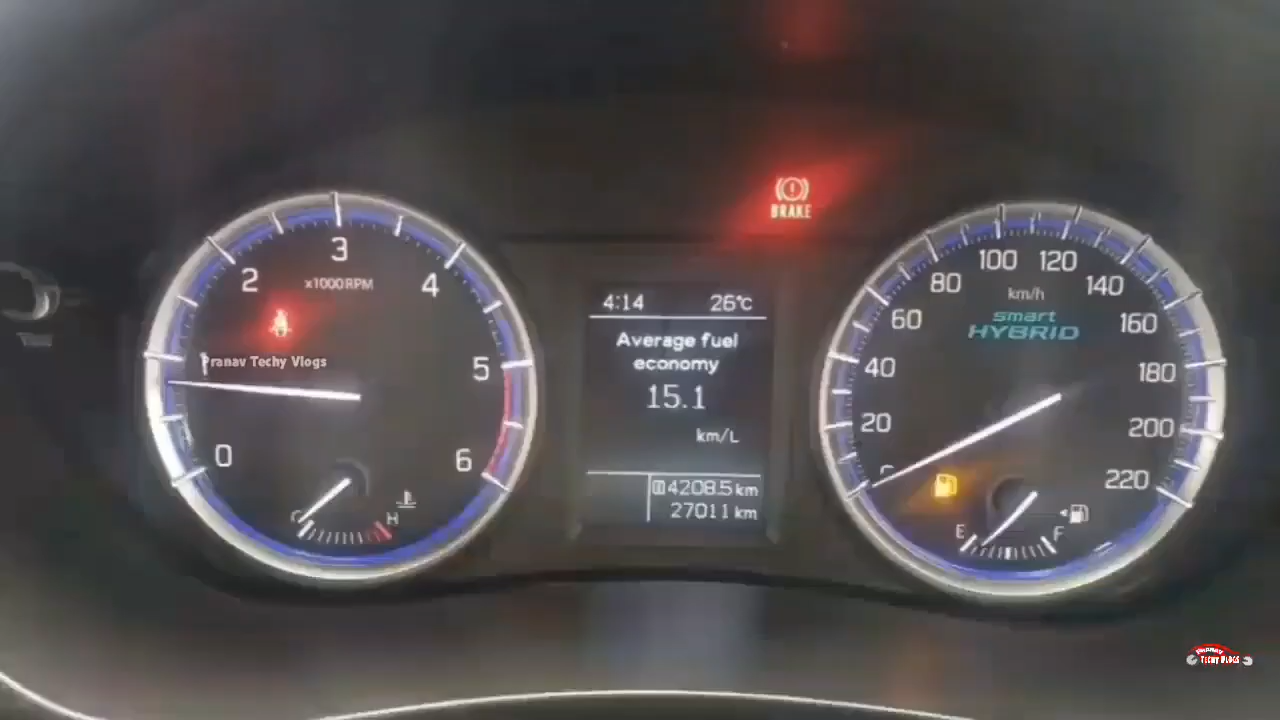 BRAKE
3
2
4
x1000RPM
Pranav Techy Vlogs
5
0
6
C
H
4:14 26°C
Average fuel
economy
15.1
km/L
4208.5 km
27011 km
100 120
80 140
km/h
smart
HYBRID
60 160
40 180
20 200
220
E F
PRANAV
TECHY VLOGS